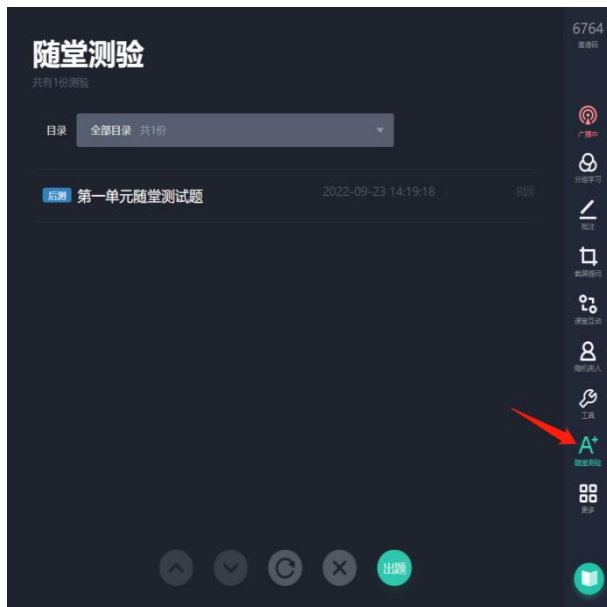 随堂测验
共有1份测验
目录 全部目录 共1份
后测 第一单元随堂测试题 2022-09-23 14:19:18 8题
出题
6764
邀请码
广播中
分组学习
批注
截屏提问
课堂互动
随机挑人
工具
A+
随堂测验
更多